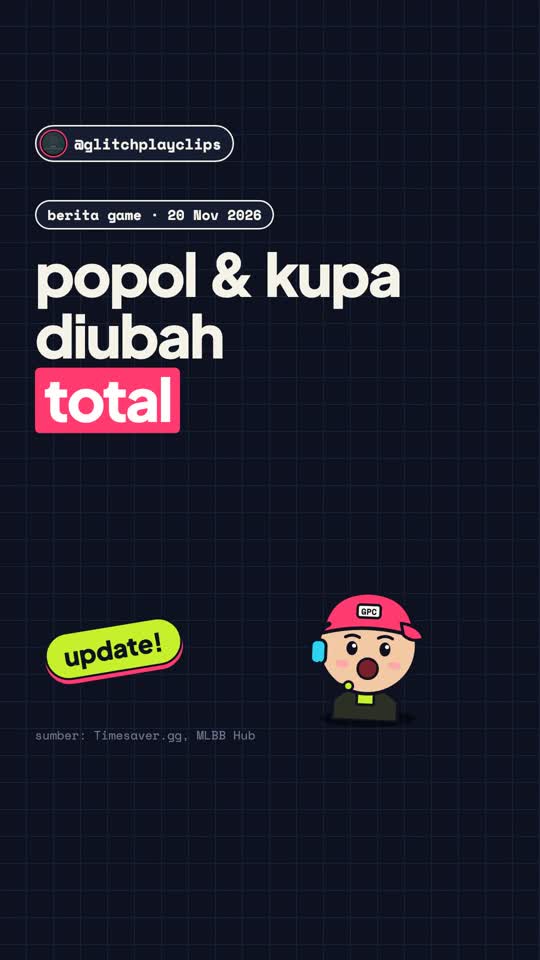 @glitchplayclips
berita game · 20 Nov 2026
popol & kupa
diubah
total
GPC
update!
sumber: Timesaver.gg, MLBB Hub